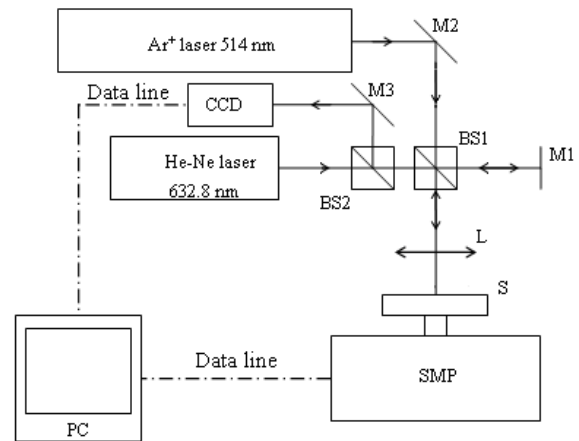 Ar⁺ laser 514 nm
M2
Data line
CCD
M3
BS1
He-Ne laser
632.8 nm
BS2
M1
L
S
Data line
SMP
PC